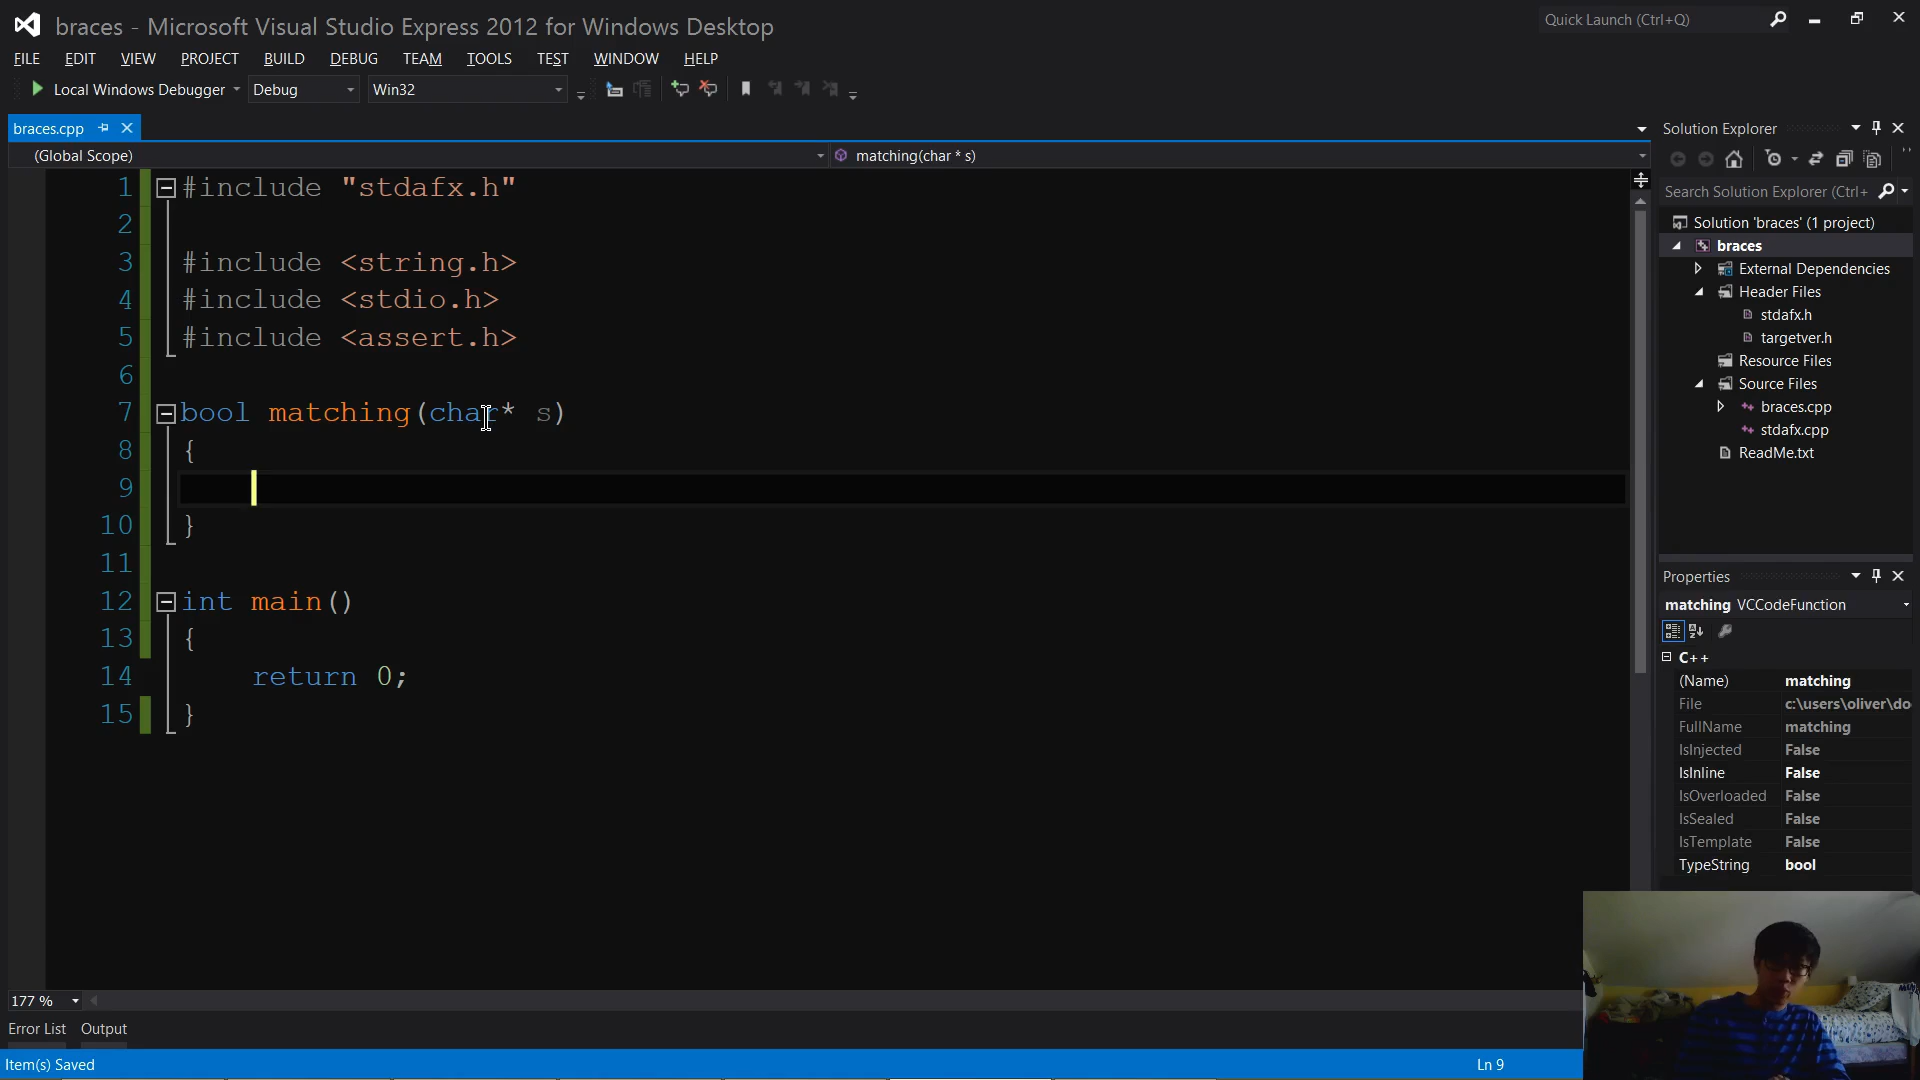 braces - Microsoft Visual Studio Express 2012 for Windows Desktop
Quick Launch (Ctrl+Q)
FILE EDIT VIEW PROJECT BUILD DEBUG TEAM TOOLS TEST WINDOW HELP
Local Windows Debugger Debug Win32
braces.cpp
(Global Scope) matching(char * s)
1 #include "stdafx.h"
2
3 #include <string.h>
4 #include <stdio.h>
5 #include <assert.h>
6
7 bool matching(char* s)
8 {
9
10 }
11
12 int main()
13 {
14 return 0;
15 }
177 %
Error List Output
Item(s) Saved
Ln 9
Solution Explorer
Search Solution Explorer (Ctrl+
Solution 'braces' (1 project)
braces
External Dependencies
Header Files
stdafx.h
targetver.h
Resource Files
Source Files
braces.cpp
stdafx.cpp
ReadMe.txt
Properties
matching VCCodeFunction
C++
(Name) matching
File c:\users\oliver\do
FullName matching
IsInjected False
IsInline False
IsOverloaded False
IsSealed False
IsTemplate False
TypeString bool